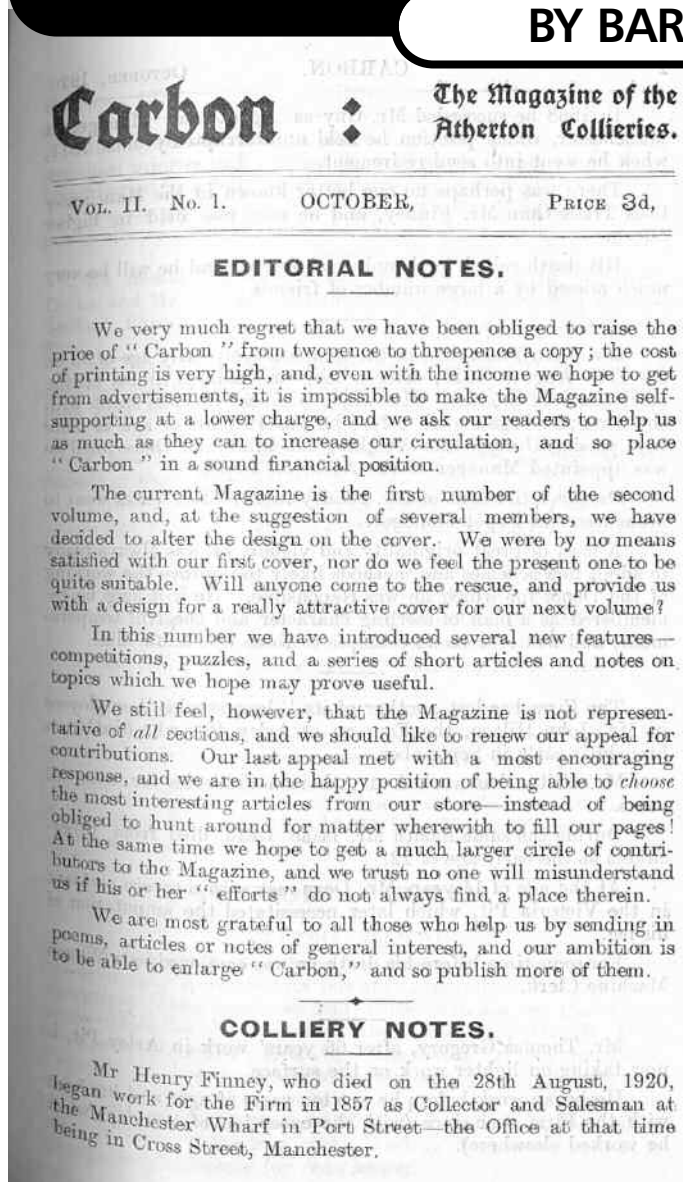 BY BAR
Carbon :
The Magazine of the
Atherton Collieries.
VOL. II. No. 1. OCTOBER, PRICE 3d,
EDITORIAL NOTES.
We very much regret that we have been obliged to raise the
price of " Carbon " from twopence to threepence a copy ; the cost
of printing is very high, and, even with the income we hope to get
from advertisements, it is impossible to make the Magazine self-
supporting at a lower charge, and we ask our readers to help us
as much as they can to increase our circulation, and so place
" Carbon " in a sound financial position.
The current Magazine is the first number of the second
volume, and, at the suggestion of several members, we have
decided to alter the design on the cover. We were by no means
satisfied with our first cover, nor do we feel the present one to be
quite suitable. Will anyone come to the rescue, and provide us
with a design for a really attractive cover for our next volume?
In this number we have introduced several new features—
competitions, puzzles, and a series of short articles and notes on
topics which we hope may prove useful.
We still feel, however, that the Magazine is not represen-
tative of all sections, and we should like to renew our appeal for
contributions. Our last appeal met with a most encouraging
response, and we are in the happy position of being able to choose
the most interesting articles from our store—instead of being
obliged to hunt around for matter wherewith to fill our pages!
At the same time we hope to get a much larger circle of contri-
butors to the Magazine, and we trust no one will misunderstand
us if his or her " efforts " do not always find a place therein.
We are most grateful to all those who help us by sending in
poems, articles or notes of general interest, and our ambition is
to be able to enlarge " Carbon," and so publish more of them.
COLLIERY NOTES.
Mr Henry Finney, who died on the 28th August, 1920,
began work for the Firm in 1857 as Collector and Salesman at
the Manchester Wharf in Port Street—the Office at that time
being in Cross Street, Manchester.